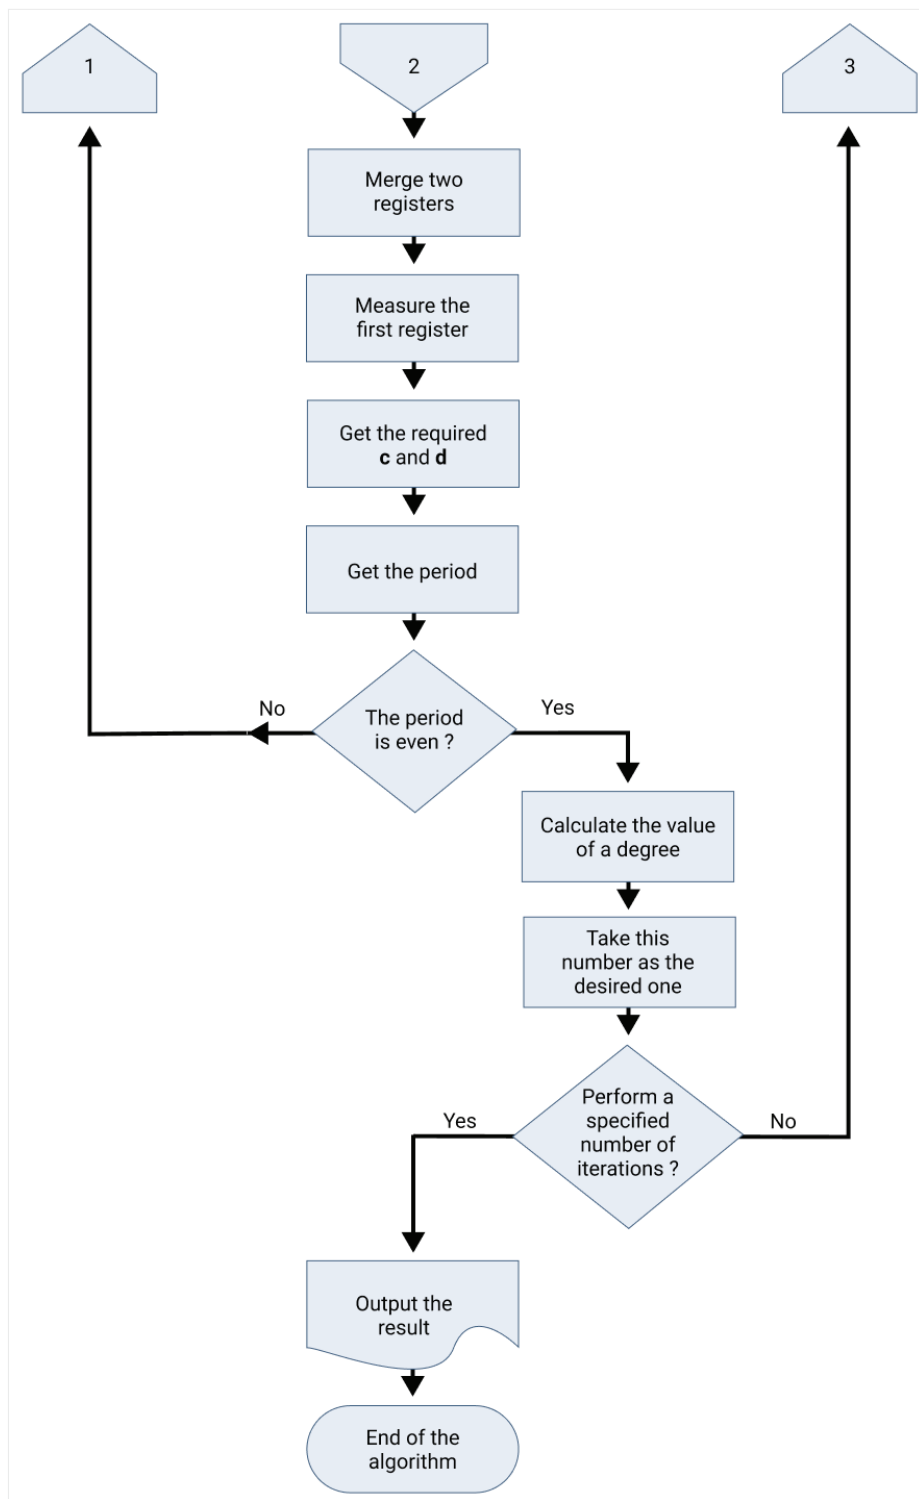 1
2
3
Merge two
registers
Measure the
first register
Get the required
c and d
Get the period
The period
is even ?
No
Yes
Calculate the value
of a degree
Take this
number as the
desired one
Perform a
specified
number of
iterations ?
Yes
No
Output the
result
End of the
algorithm